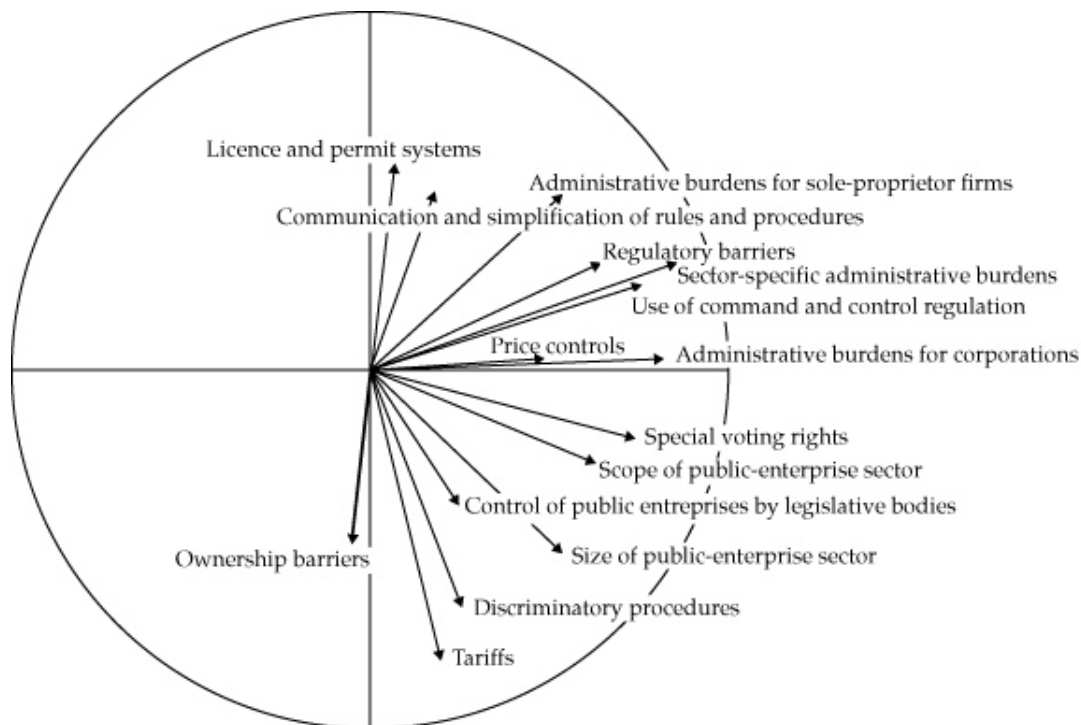 Licence and permit systems
Administrative burdens for sole-proprietor firms
Communication and simplification of rules and procedures
Regulatory barriers
Sector-specific administrative burdens
Use of command and control regulation
Price controls
Administrative burdens for corporations
Special voting rights
Scope of public-enterprise sector
Control of public entreprises by legislative bodies
Ownership barriers
Size of public-enterprise sector
Discriminatory procedures
Tariffs